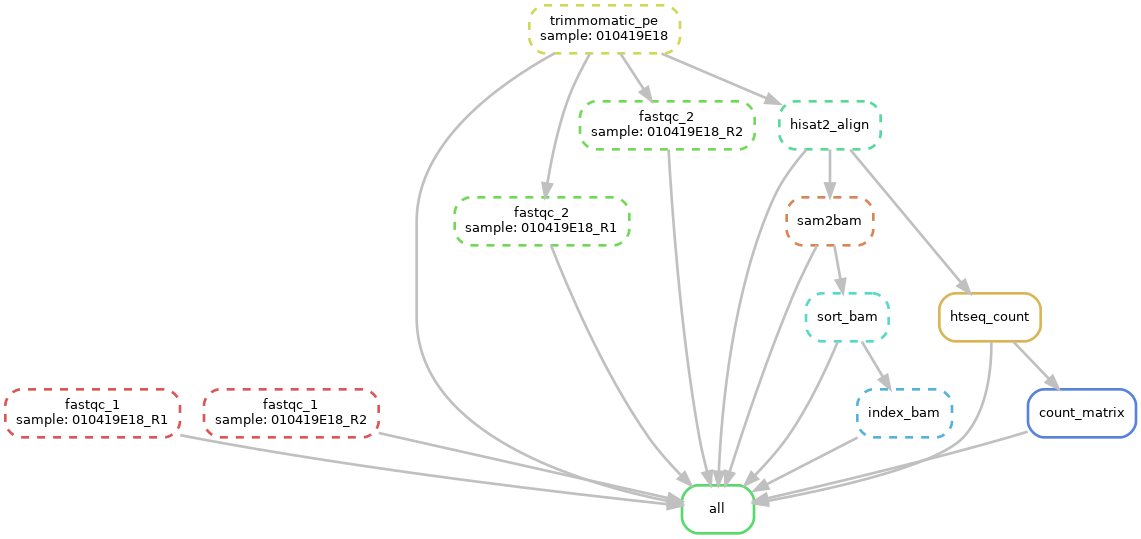 trimmomatic_pe
sample: 010419E18
fastqc_2
sample: 010419E18_R2
hisat2_align
fastqc_2
sample: 010419E18_R1
sam2bam
sort_bam
htseq_count
fastqc_1
sample: 010419E18_R1
fastqc_1
sample: 010419E18_R2
index_bam
count_matrix
all